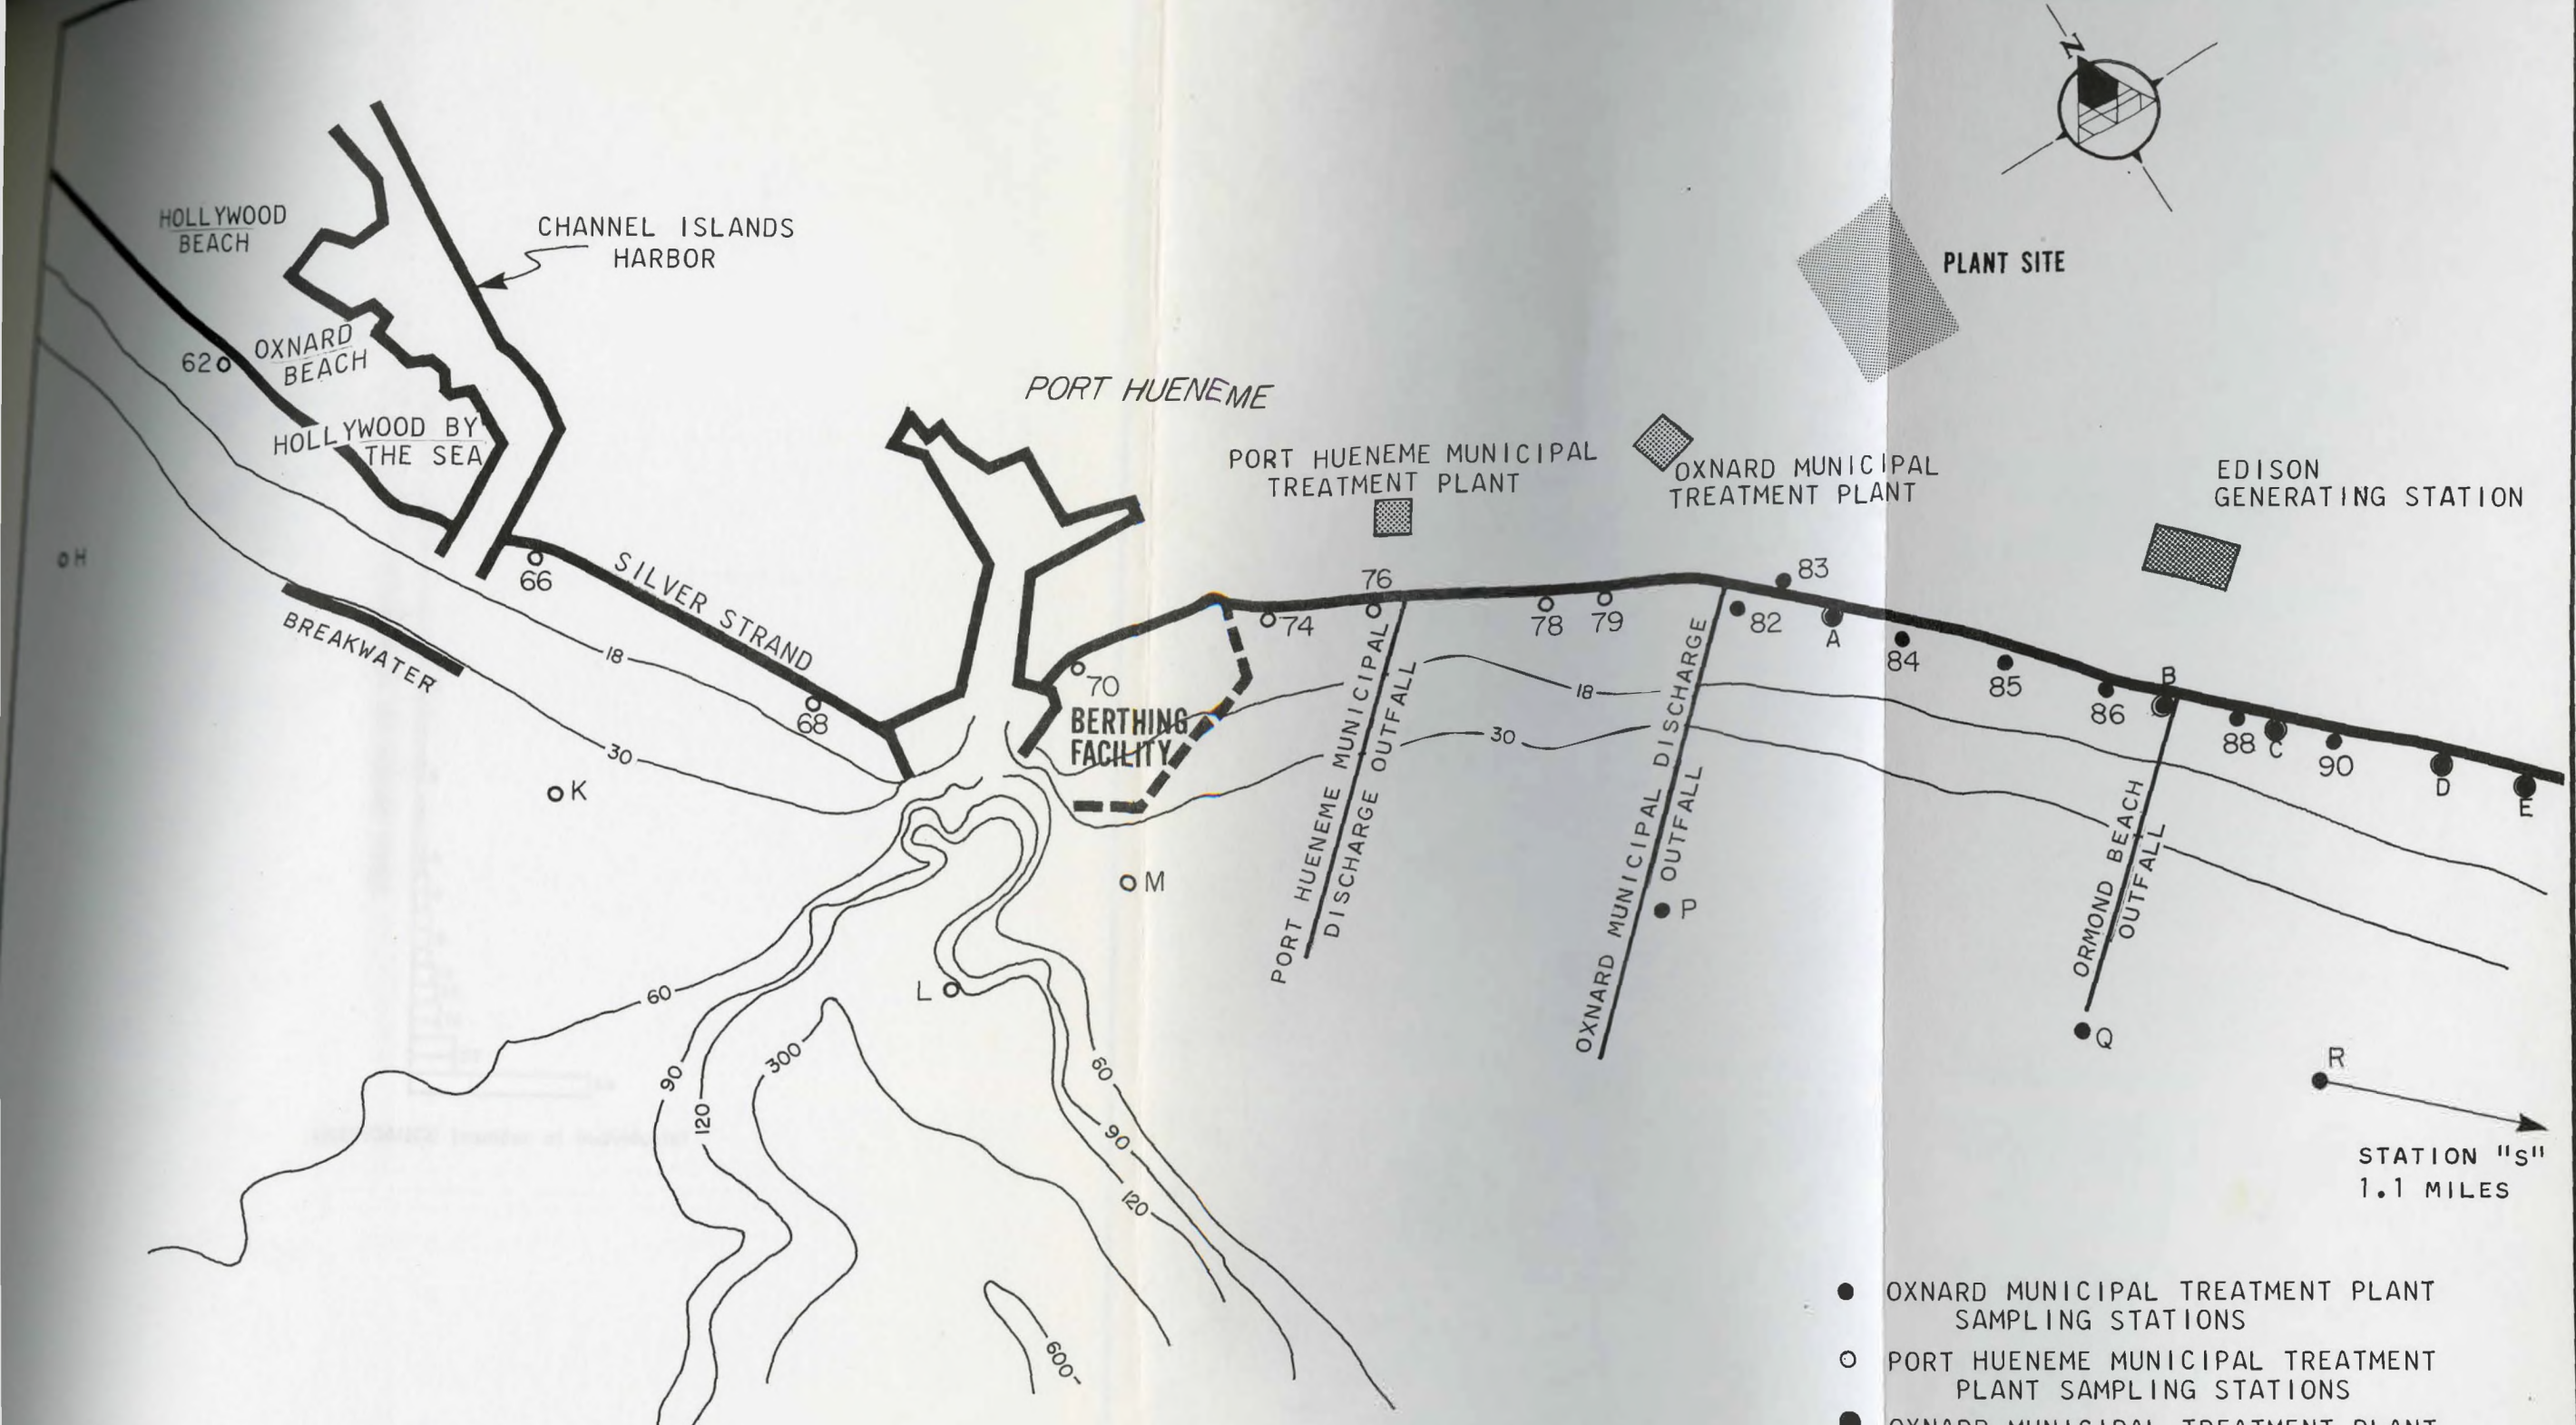 N
HOLLYWOOD
BEACH
CHANNEL ISLANDS
HARBOR
PLANT SITE
62
OXNARD
BEACH
HOLLYWOOD BY
THE SEA
PORT HUENEME
PORT HUENEME MUNICIPAL
TREATMENT PLANT
OXNARD MUNICIPAL
TREATMENT PLANT
EDISON
GENERATING STATION
H
66
SILVER STRAND
BREAKWATER
18
30
68
70
BERTHING
FACILITY
74
76
78
79
83
82
A
84
85
86
B
88
C
90
D
E
18
30
PORT HUENEME MUNICIPAL
DISCHARGE OUTFALL
OXNARD MUNICIPAL DISCHARGE
OUTFALL
ORMOND BEACH
OUTFALL
K
M
P
L
Q
R
60
90
120
300
60
90
120
600
STATION "S"
1.1 MILES
OXNARD MUNICIPAL TREATMENT PLANT
SAMPLING STATIONS
PORT HUENEME MUNICIPAL TREATMENT
PLANT SAMPLING STATIONS
OXNARD MUNICIPAL TREATMENT PLANT